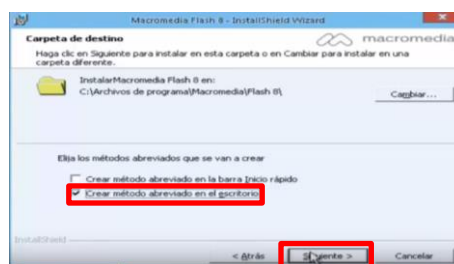 Macromedia Flash 8 - InstallShield Wizard
Carpeta de destino
macromedia
Haga clic en Siguiente para instalar en esta carpeta o en Cambiar para instalar en una
carpeta diferente.
InstalarMacromedia Flash 8 en:
C:\Archivos de programa\Macromedia\Flash 8\
Cambiar...
Elija los métodos abreviados que se van a crear
Crear método abreviado en la barra Inicio rápido
Crear método abreviado en el escritorio
InstallShield
< Atrás
Siguiente >
Cancelar